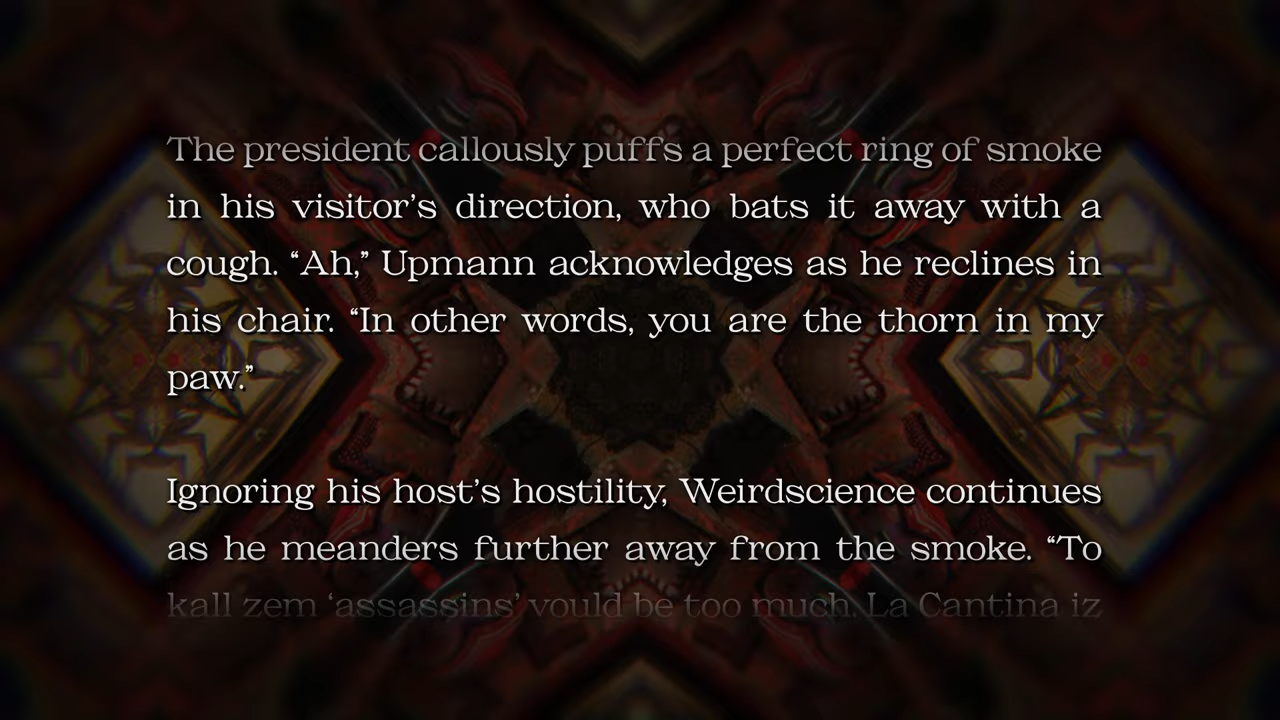 The president callously puffs a perfect ring of smoke
in his visitor’s direction, who bats it away with a
cough. “Ah,” Upmann acknowledges as he reclines in
his chair. “In other words, you are the thorn in my
paw.”
Ignoring his host’s hostility, Weirdscience continues
as he meanders further away from the smoke. “To
kall zem ‘assassins’ vould be too much. La Cantina iz